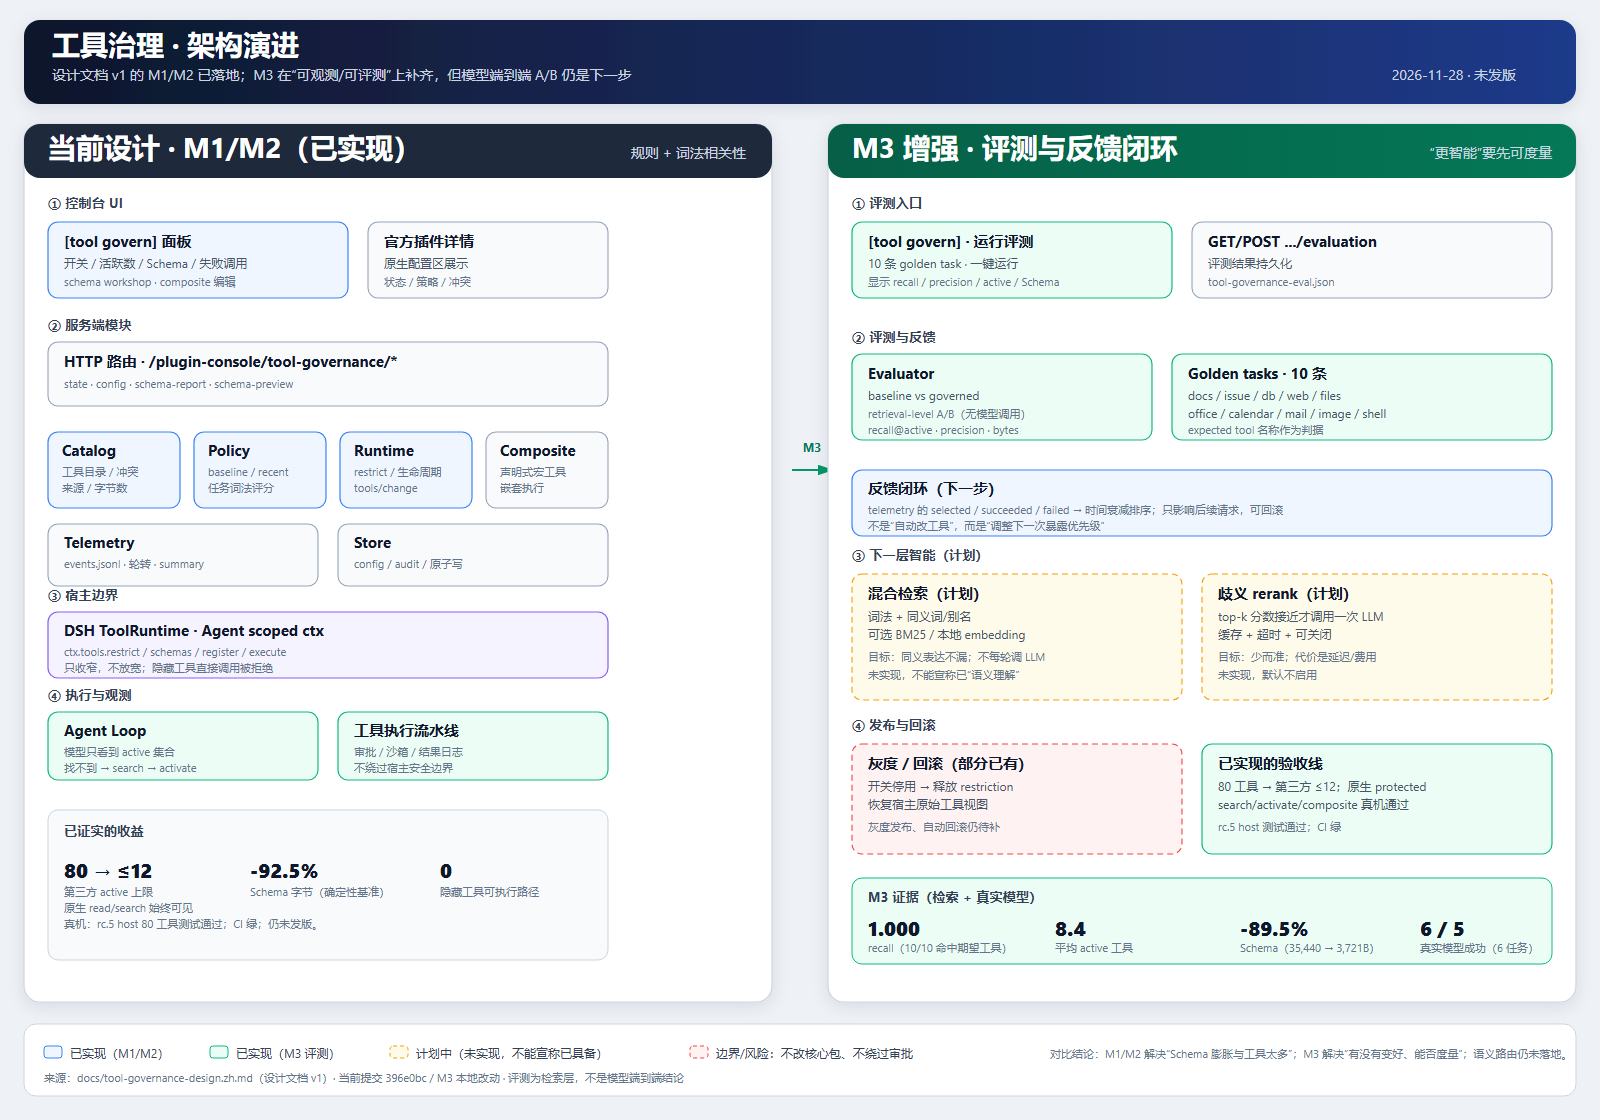 工具治理 · 架构演进
设计文档 v1 的 M1/M2 已落地；M3 在“可观测/可评测”上补齐，但模型端到端 A/B 仍是下一步
2026-11-28 · 未发版
当前设计 · M1/M2（已实现）
规则 + 词法相关性
① 控制台 UI
[tool govern] 面板
开关 / 活跃数 / Schema / 失败调用
schema workshop · composite 编辑
官方插件详情
原生配置区展示
状态 / 策略 / 冲突
② 服务端模块
HTTP 路由 · /plugin-console/tool-governance/*
state · config · schema-report · schema-preview
Catalog
工具目录 / 冲突
来源 / 字节数
Policy
baseline / recent
任务词法评分
Runtime
restrict / 生命周期
tools/change
Composite
声明式宏工具
嵌套执行
Telemetry
events.jsonl · 轮转 · summary
Store
config / audit / 原子写
③ 宿主边界
DSH ToolRuntime · Agent scoped ctx
ctx.tools.restrict / schemas / register / execute
只收窄，不放宽；隐藏工具直接调用被拒绝
④ 执行与观测
Agent Loop
模型只看到 active 集合
找不到 → search → activate
工具执行流水线
审批 / 沙箱 / 结果日志
不绕过宿主安全边界
已证实的收益
80 → ≤12
第三方 active 上限
原生 read/search 始终可见
真机：rc.5 host 80 工具测试通过；CI 绿；仍未发版。
-92.5%
Schema 字节（确定性基准）
0
隐藏工具可执行路径
M3
M3 增强 · 评测与反馈闭环
“更智能”要先可度量
① 评测入口
[tool govern] · 运行评测
10 条 golden task · 一键运行
显示 recall / precision / active / Schema
GET/POST .../evaluation
评测结果持久化
tool-governance-eval.json
② 评测与反馈
Evaluator
baseline vs governed
retrieval-level A/B（无模型调用）
recall@active · precision · bytes
Golden tasks · 10 条
docs / issue / db / web / files
office / calendar / mail / image / shell
expected tool 名称作为判据
反馈闭环（下一步）
telemetry 的 selected / succeeded / failed → 时间衰减排序；只影响后续请求，可回滚
不是“自动改工具”，而是“调整下一次暴露优先级”
③ 下一层智能（计划）
混合检索（计划）
词法 + 同义词/别名
可选 BM25 / 本地 embedding
目标：同义表达不漏；不每轮调 LLM
未实现，不能宣称已“语义理解”
歧义 rerank（计划）
top-k 分数接近才调用一次 LLM
缓存 + 超时 + 可关闭
目标：少而准；代价是延迟/费用
未实现，默认不启用
④ 发布与回滚
灰度 / 回滚（部分已有）
开关停用 → 释放 restriction
恢复宿主原始工具视图
灰度发布、自动回滚仍待补
已实现的验收线
80 工具 → 第三方 ≤12；原生 protected
search/activate/composite 真机通过
rc.5 host 测试通过；CI 绿
M3 证据（检索 + 真实模型）
1.000
recall（10/10 命中期望工具）
8.4
平均 active 工具
-89.5%
Schema（35,440 → 3,721B）
6 / 5
真实模型成功（6 任务）
已实现（M1/M2）
已实现（M3 评测）
计划中（未实现，不能宣称已具备）
边界/风险：不改核心包、不绕过审批
对比结论：M1/M2 解决“Schema 膨胀与工具太多”；M3 解决“有没有变好、能否度量”；语义路由仍未落地。
来源：docs/tool-governance-design.zh.md（设计文档 v1）· 当前提交 396e0bc / M3 本地改动 · 评测为检索层，不是模型端到端结论